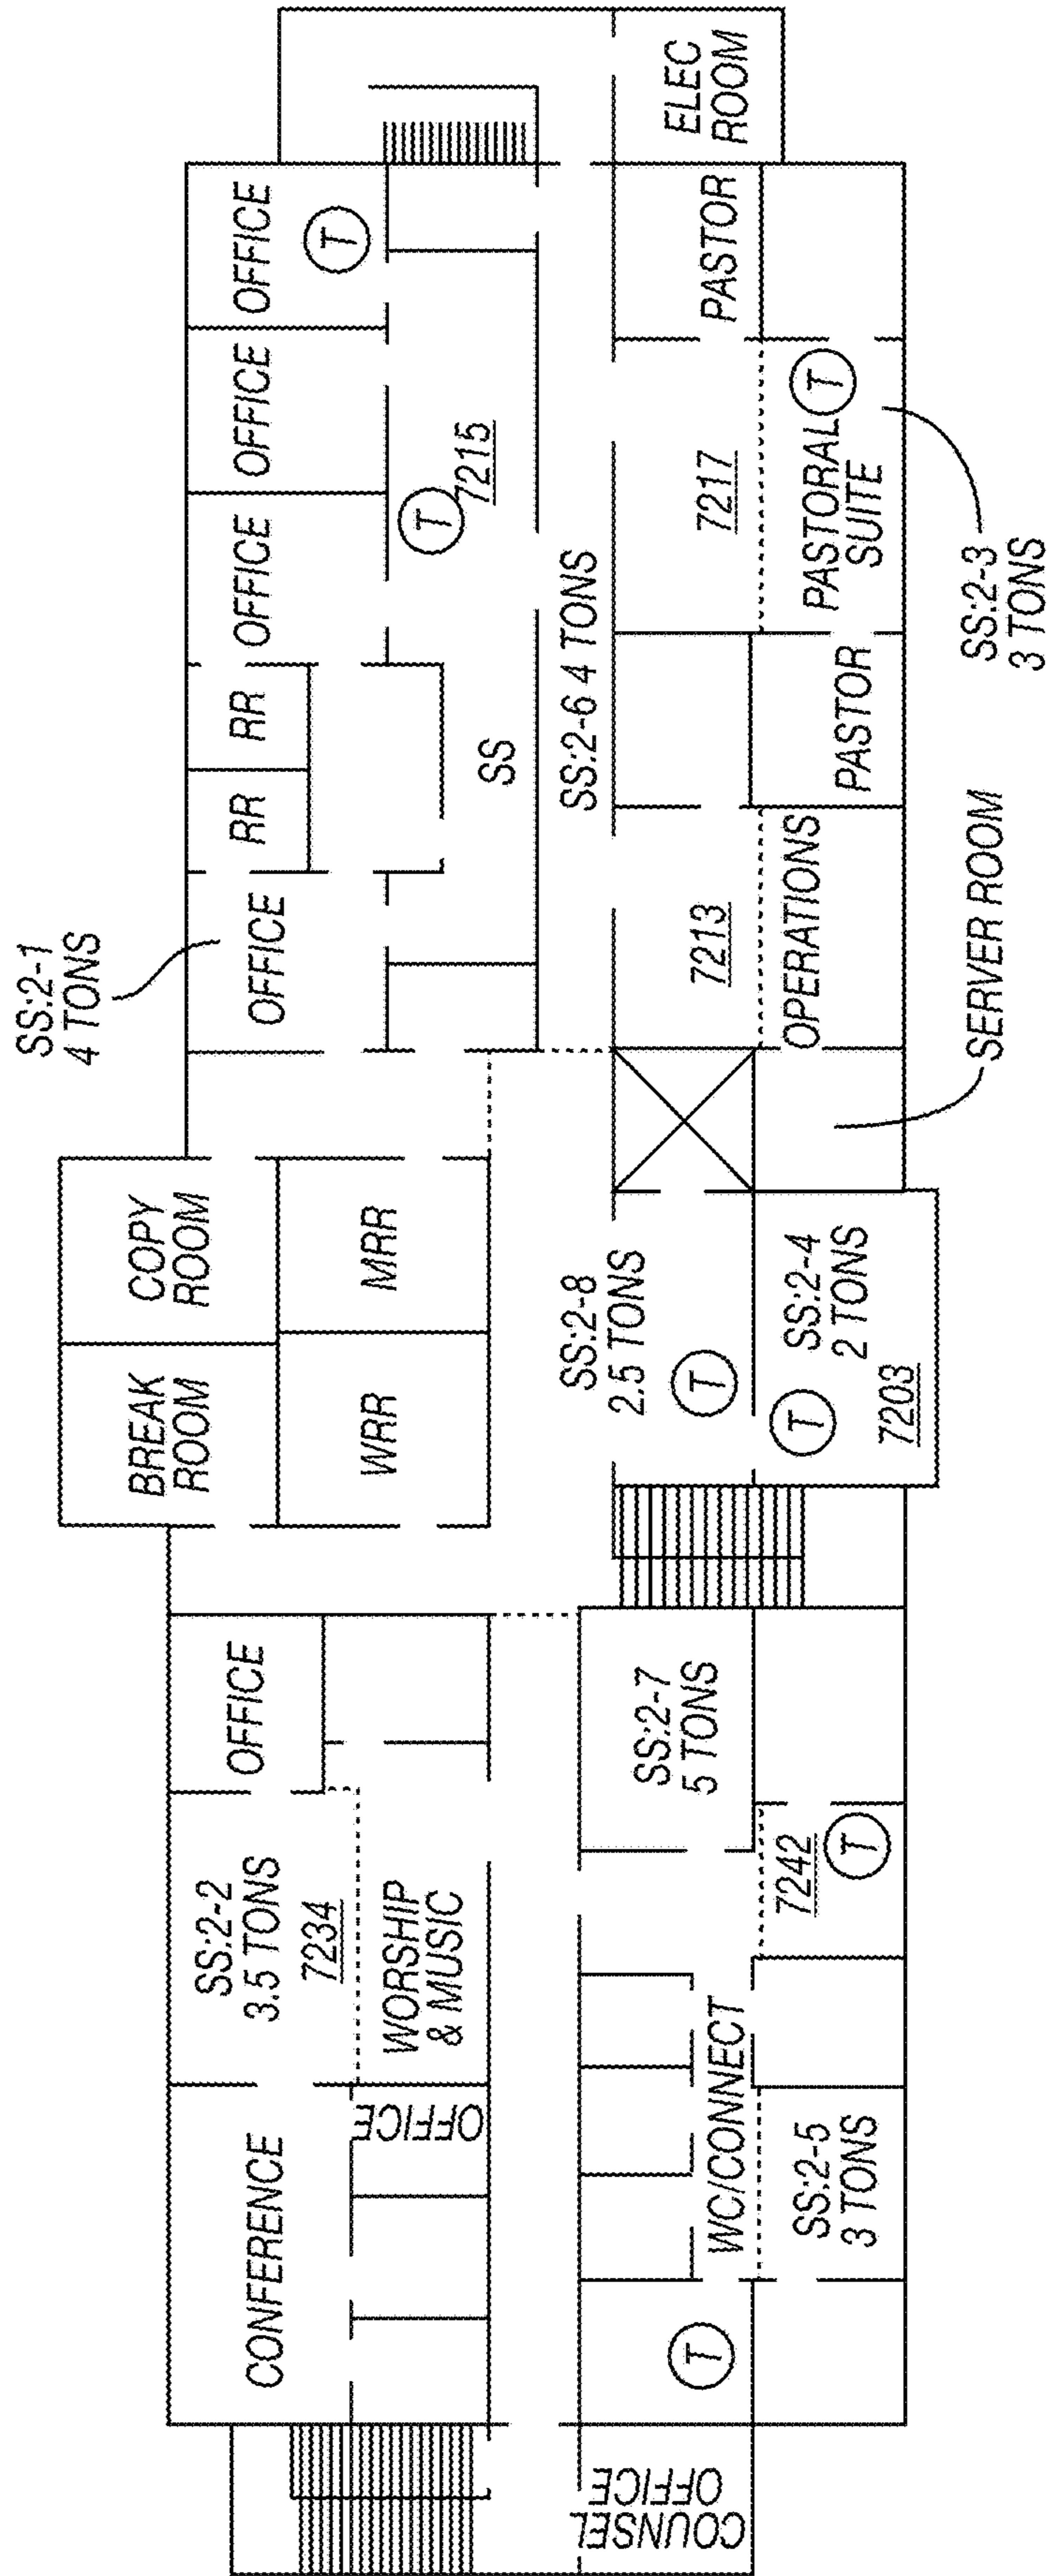 SS:2-1
4 TONS
OFFICE
RR
RR
OFFICE
OFFICE
OFFICE
T
T
7215
SS
SS:2-6 4 TONS
ELEC
ROOM
PASTOR
7217
PASTORAL
SUITE
T
SS:2-3
3 TONS
PASTOR
7213
OPERATIONS
SERVER ROOM
COPY
ROOM
BREAK
ROOM
MRR
WRR
SS:2-8
2.5 TONS
T
SS:2-4
2 TONS
T
7203
CONFERENCE
SS:2-2
3.5 TONS
7234
OFFICE
WORSHIP
& MUSIC
OFFICE
SS:2-7
5 TONS
7242
T
WC/CONNECT
SS:2-5
3 TONS
T
COUNSEL
OFFICE